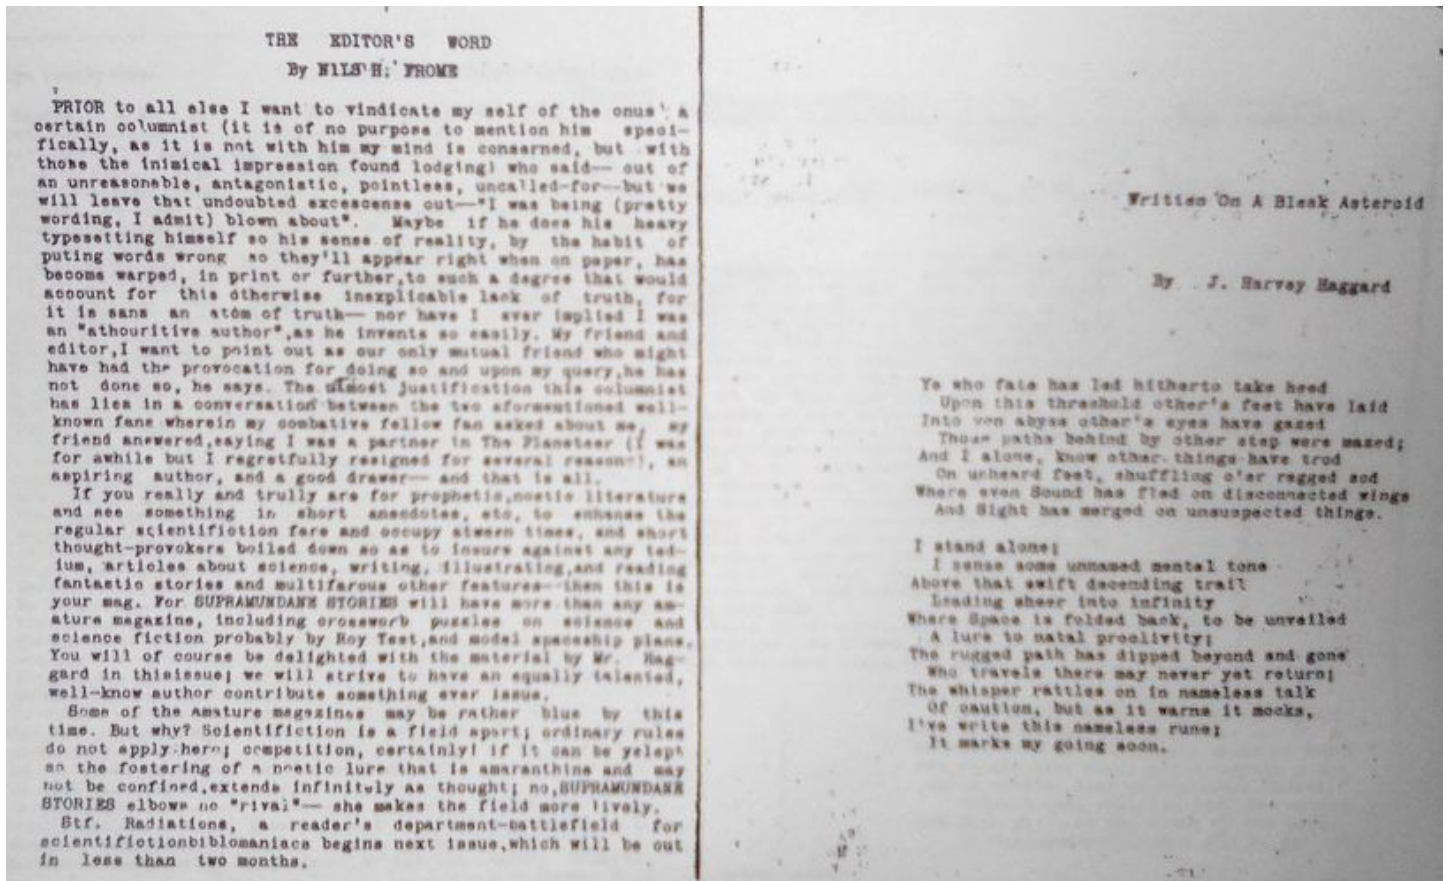 THE EDITOR'S WORD
By NILS H. FROME
PRIOR to all else I want to vindicate my self of the onus a
certain columnist (it is of no purpose to mention him speci-
fically, as it is not with him my mind is conserned, but with
those the inimical impression found lodging) who said— out of
an unreasonable, antagonistic, pointless, uncalled-for—but we
will leave that undoubted excescense out—"I was being (pretty
wording, I admit) blown about". Maybe if he does his heavy
typesetting himself so his sense of reality, by the habit of
puting words wrong so they'll appear right when on paper, has
become warped, in print or further,to such a degree that would
account for this otherwise inexplicable lack of truth, for
it is sans an atom of truth— nor have I ever implied I was
an "athouritive author",as he invents so easily. My friend and
editor,I want to point out as our only mutual friend who might
have had the provocation for doing so and upon my query,he has
not done so, he says. The utmost justification this columnist
has lies in a conversation between the two aformentioned well-
known fans wherein my combative fellow fan asked about me, my
friend answered,saying I was a partner in The Planeteer (I was
for awhile but I regretfully resigned for several reasons), an
aspiring author, and a good drawer— and that is all.
If you really and trully are for prophetic,noetic literature
and see something in short anecdotes, etc, to enhance the
regular scientifiction fare and occupy atween times, and short
thought-provokers boiled down so as to insure against any ted-
ium, articles about science, writing, illustrating,and reading
fantastic stories and multifarous other features—then this is
your mag. For SUPRAMUNDANE STORIES will have more than any am-
ature magazine, including crossworb puzzles on science and
science fiction probably by Roy Test,and model spaceship plans.
You will of course be delighted with the material by Mr. Hag-
gard in thisissue; we will strive to have an equally talented,
well-know author contribute something ever issue.
Some of the amature magazines may be rather blue by this
time. But why? Scientifiction is a field apart; ordinary rules
do not apply here; competition, certainly! if it can be yclept
as the fostering of a noetic lure that is amaranthine and may
not be confined,extends infinitely as thought; no,SUPRAMUNDANE
STORIES elbows no "rival"— she makes the field more lively.
Stf. Radiations, a reader's department-battlefield for
scientifictionbiblomaniacs begins next issue,which will be out
in less than two months.
Written On A Bleak Asteroid
By J. Harvey Haggard
Ye who fate has led hitherto take heed
Upon this threshold other's feet have laid
Into yon abyss other's eyes have gazed
Those paths behind by other step were mazed;
And I alone, know other things have trod
On unheard feet, shuffling o'er ragged sod
Where even Sound has fled on disconnected wings
And Sight has merged on unsuspected things.
I stand alone;
I sense some unnamed mental tone
Above that swift descending trail
Leading sheer into infinity
Where Space is folded back, to be unvailed
A lure to natal proclivity;
The rugged path has dipped beyond and gone
Who travels there may never yet return;
The whisper rattles on in nameless talk
Of caution, but as it warns it mocks,
I've write this nameless rune;
It marks my going soon.